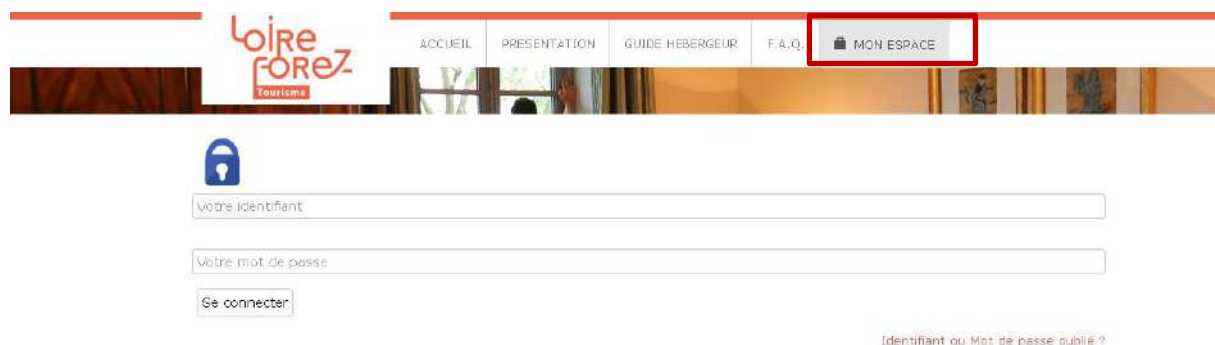 Loire
FOREZ
Tourisme
ACCUEIL PRESENTATION GUIDE HEBERGEUR F.A.Q. MON ESPACE
Votre identifiant
Votre mot de passe
Se connecter
Identifiant ou Mot de passe oublié ?